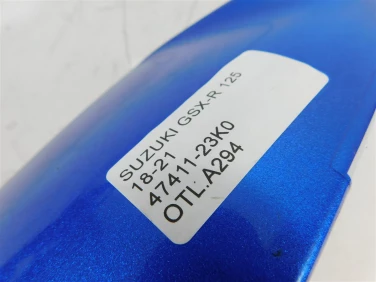 SUZUKI GSX-R 125
18-21
47411-23K0
OTL.A294